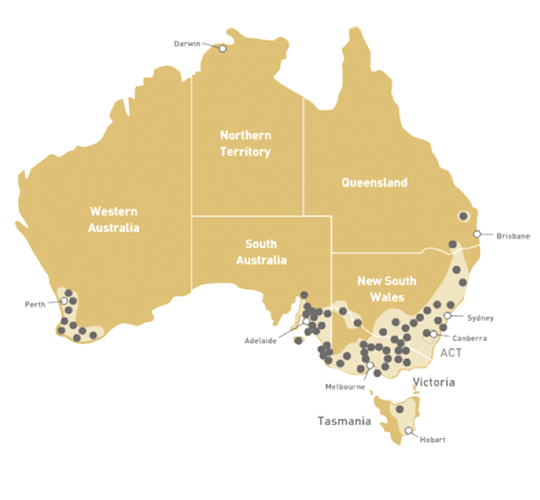 Darwin
Northern
Territory
Queensland
Western
Australia
South
Australia
Brisbane
New South
Wales
Perth
Sydney
Adelaide
Canberra
ACT
Melbourne
Victoria
Tasmania
Hobart